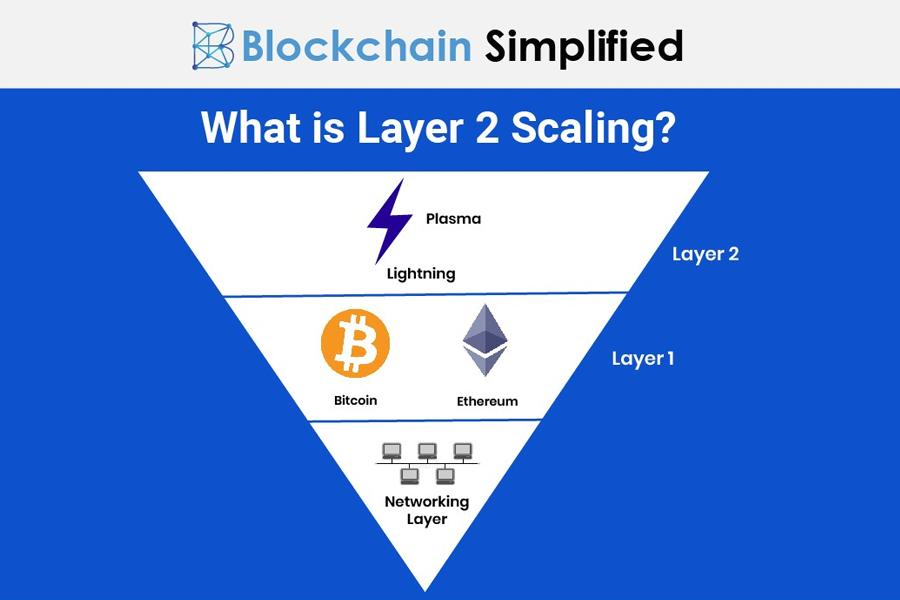 Blockchain Simplified
What is Layer 2 Scaling?
Plasma
Lightning
Layer 2
Bitcoin
Ethereum
Layer 1
Networking
Layer